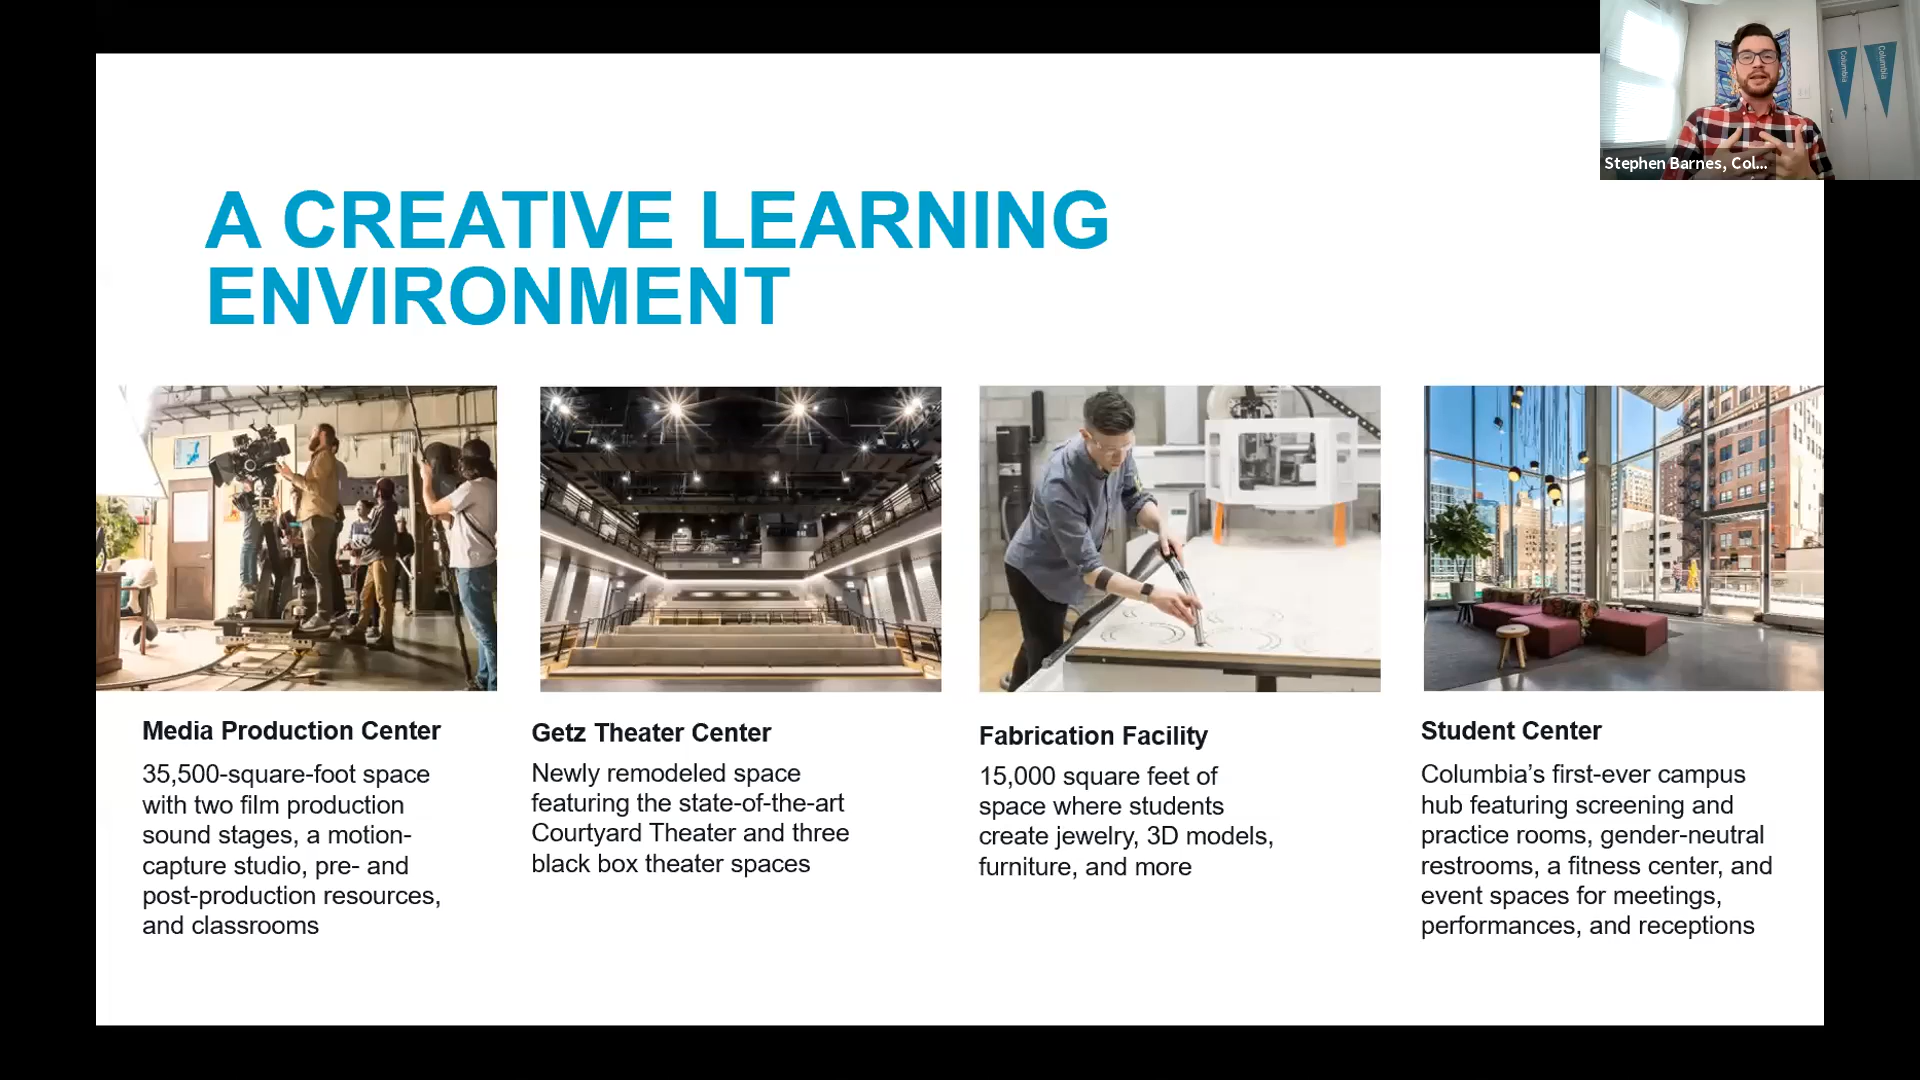 Columbia
Columbia
Stephen Barnes, Col...
A CREATIVE LEARNING
ENVIRONMENT
Media Production Center
35,500-square-foot space
with two film production
sound stages, a motion-
capture studio, pre- and
post-production resources,
and classrooms
Getz Theater Center
Newly remodeled space
featuring the state-of-the-art
Courtyard Theater and three
black box theater spaces
Fabrication Facility
15,000 square feet of
space where students
create jewelry, 3D models,
furniture, and more
Student Center
Columbia’s first-ever campus
hub featuring screening and
practice rooms, gender-neutral
restrooms, a fitness center, and
event spaces for meetings,
performances, and receptions